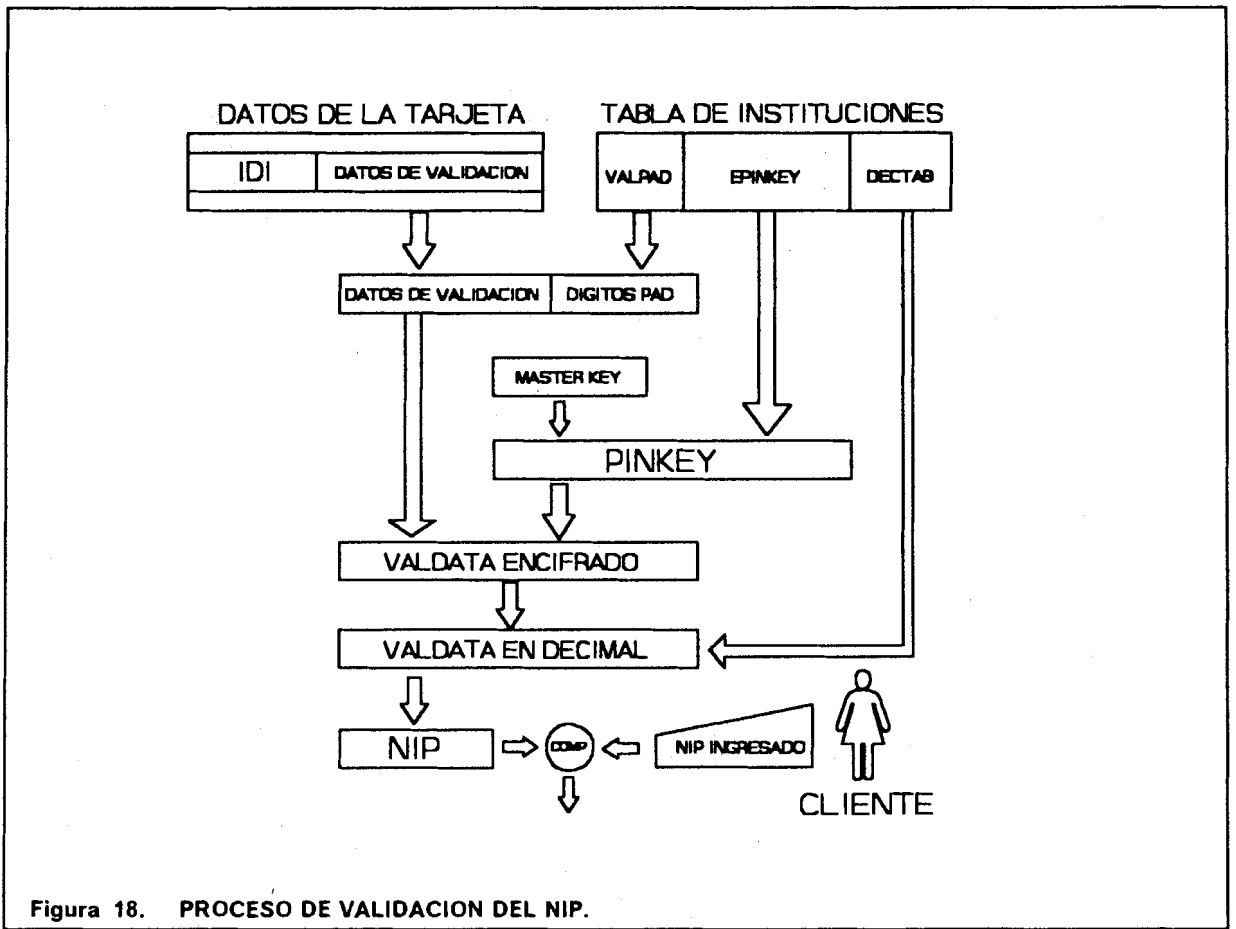 DATOS DE LA TARJETA
TABLA DE INSTITUCIONES
IDI
DATOS DE VALIDACION
VALPAD
EPINKEY
DECTAB
DATOS DE VALIDACION
DIGITOS PAD
MASTER KEY
PINKEY
VALDATA ENCIFRADO
VALDATA EN DECIMAL
NIP
COMP
NIP INGRESADO
CLIENTE
Figura 18. PROCESO DE VALIDACION DEL NIP.